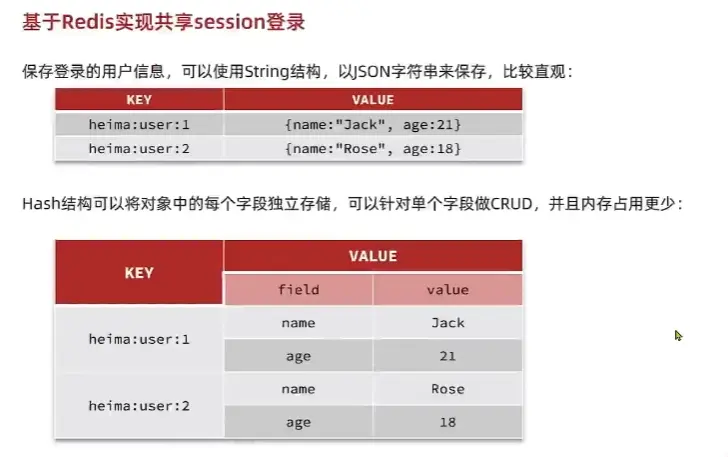 基于Redis实现共享session登录
保存登录的用户信息，可以使用String结构，以JSON字符串来保存，比较直观：
KEY VALUE
heima:user:1 {name:"Jack", age:21}
heima:user:2 {name:"Rose", age:18}
Hash结构可以将对象中的每个字段独立存储，可以针对单个字段做CRUD，并且内存占用更少：
KEY VALUE
field value
heima:user:1 name Jack
age 21
heima:user:2 name Rose
age 18